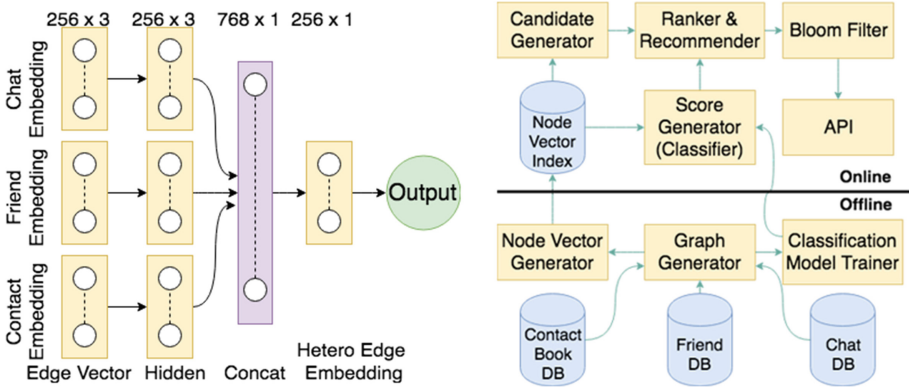 256 x 3
256 x 3
768 x 1
256 x 1
Chat
Embedding
Friend
Embedding
Contact
Embedding
Output
Edge Vector
Hidden
Concat
Hetero Edge
Embedding
Candidate
Generator
Ranker &
Recommender
Bloom Filter
Node
Vector
Index
Score
Generator
(Classifier)
API
Online
Offline
Node Vector
Generator
Graph
Generator
Classification
Model Trainer
Contact
Book
DB
Friend
DB
Chat
DB